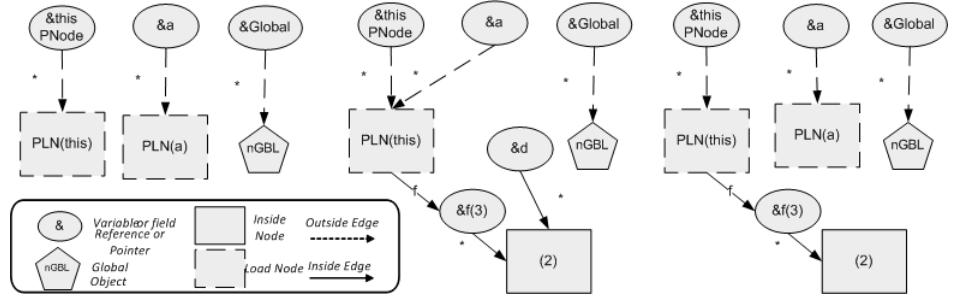 &this
PNode
&a
&Global
*
*
*
PLN(this)
PLN(a)
nGBL
&this
PNode
&a
&Global
*
*
*
PLN(this)
nGBL
&d
f
*
&f(3)
*
(2)
&this
PNode
&a
&Global
*
*
*
PLN(this)
PLN(a)
nGBL
f
&f(3)
*
(2)
&
Variable or field
Reference or
Pointer
nGBL
Global
Object
Inside
Node
Load Node
Outside Edge
Inside Edge